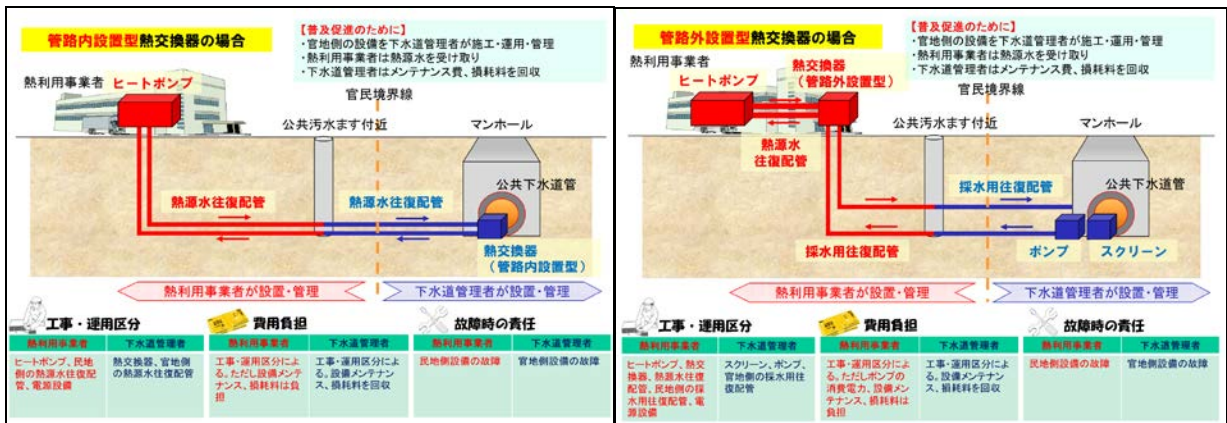 管路内設置型熱交換器の場合
【普及促進のために】
・官地側の設備を下水道管理者が施工・運用・管理
・熱利用事業者は熱源水を受け取り
・下水道管理者はメンテナンス費、損耗料を回収
熱利用事業者
ヒートポンプ
官民境界線
公共汚水ます付近
マンホール
公共下水道管
熱源水往復配管
熱源水往復配管
熱交換器
（管路内設置型）
熱利用事業者が設置・管理
下水道管理者が設置・管理
工事・運用区分
費用負担
故障時の責任
熱利用事業者
下水道管理者
熱利用事業者
下水道管理者
熱利用事業者
下水道管理者
ヒートポンプ、民地
側の熱源水往復配
管、電源設備
熱交換器、官地側
の熱源水往復配管
工事・運用区分によ
る。ただし設備メンテ
ナンス、損耗料は負
担
工事・運用区分によ
る。設備メンテナン
ス、損耗料を回収
民地側設備の故障
官地側設備の故障
管路外設置型熱交換器の場合
【普及促進のために】
・官地側の設備を下水道管理者が施工・運用・管理
・熱利用事業者は熱源水を受け取り
・下水道管理者はメンテナンス費、損耗料を回収
熱利用事業者
ヒートポンプ
熱交換器
（管路外設置型）
官民境界線
公共汚水ます付近
マンホール
熱源水
往復配管
公共下水道管
採水用往復配管
採水用往復配管
ポンプ
スクリーン
熱利用事業者が設置・管理
下水道管理者が設置・管理
工事・運用区分
費用負担
故障時の責任
熱利用事業者
下水道管理者
熱利用事業者
下水道管理者
熱利用事業者
下水道管理者
ヒートポンプ、熱交
換器、熱源水往復
配管、民地側の採
水用往復配管、電
源設備
スクリーン、ポンプ、
官地側の採水用往
復配管
工事・運用区分によ
る。ただしポンプの
消費電力、設備メン
テナンス、損耗料は
負担
工事・運用区分によ
る。設備メンテナン
ス、損耗料を回収
民地側設備の故障
官地側設備の故障